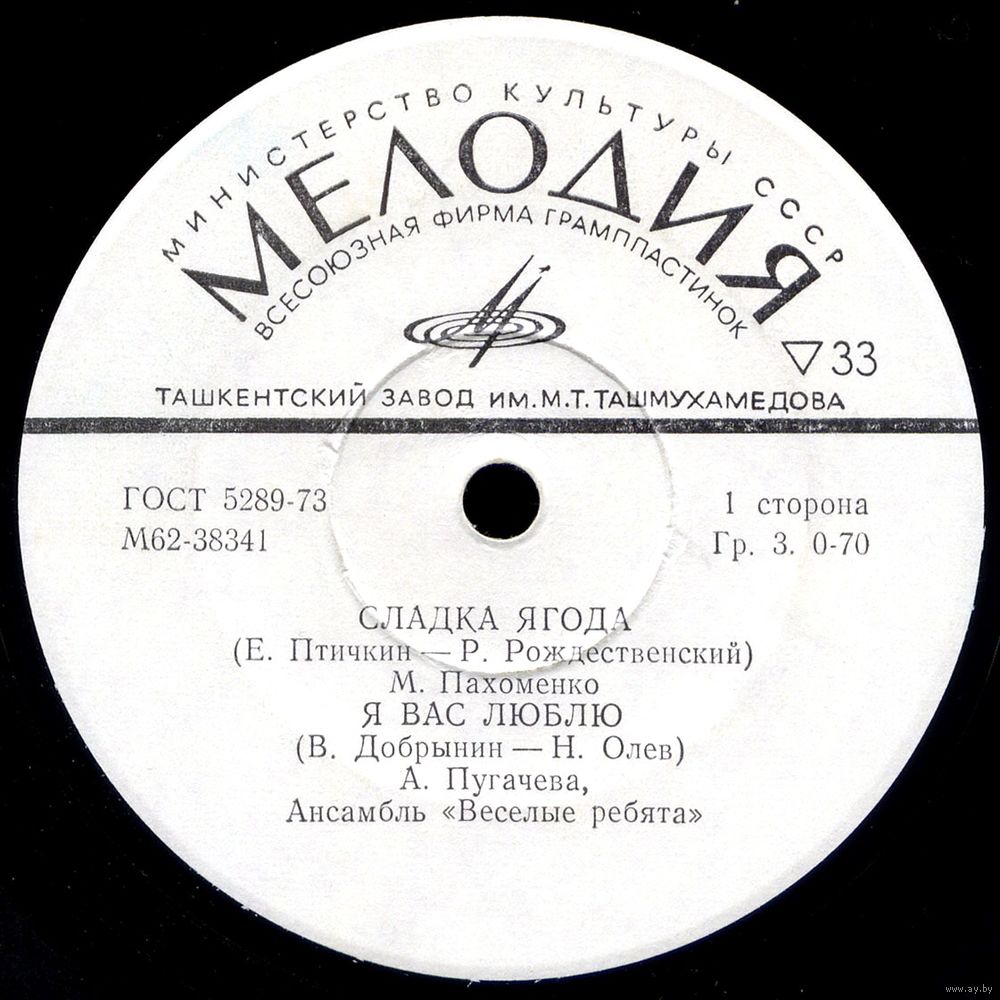 МИНИСТЕРСТВО КУЛЬТУРЫ СССР
МЕЛОДИЯ
ВСЕСОЮЗНАЯ ФИРМА ГРАМПЛАСТИНОК
▽33
ТАШКЕНТСКИЙ ЗАВОД ИМ. М. Т. ТАШМУХАМЕДОВА
ГОСТ 5289-73
М62-38341
1 сторона
Гр. 3. 0-70
СЛАДКА ЯГОДА
(Е. Птичкин — Р. Рождественский)
М. Пахоменко
Я ВАС ЛЮБЛЮ
(В. Добрынин — Н. Олев)
А. Пугачева,
Ансамбль «Веселые ребята»
www.ay.by